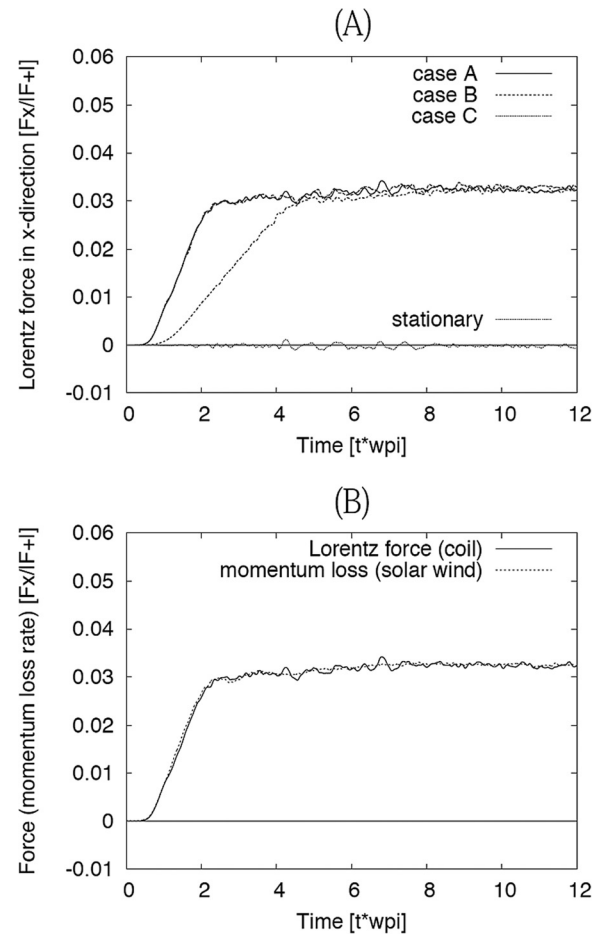 (A)
Lorentz force in x-direction [Fx/IF+I]
0.06
0.05
0.04
0.03
0.02
0.01
0
-0.01
case A
case B
case C
stationary
0 2 4 6 8 10 12
Time [t*wpi]
(B)
Force (momentum loss rate) [Fx/IF+I]
0.06
0.05
0.04
0.03
0.02
0.01
0
-0.01
Lorentz force (coil)
momentum loss (solar wind)
0 2 4 6 8 10 12
Time [t*wpi]